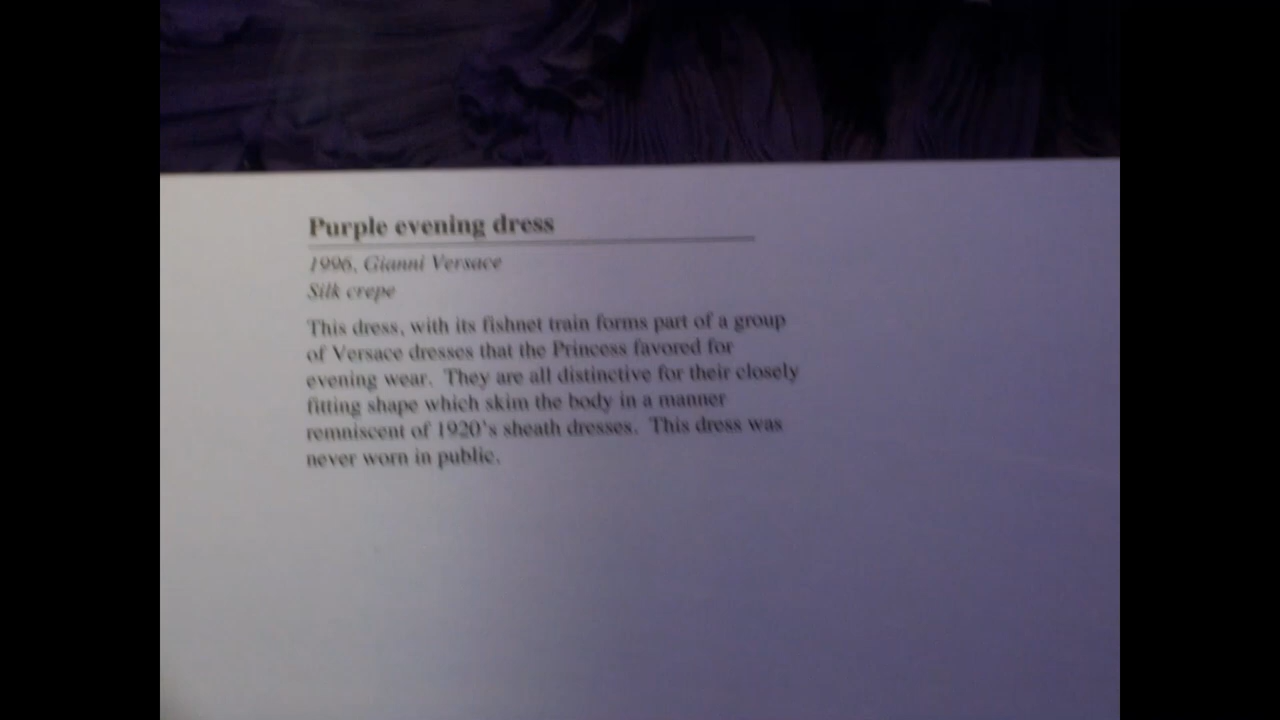 Purple evening dress
1996, Gianni Versace
Silk crepe
This dress, with its fishnet train forms part of a group
of Versace dresses that the Princess favored for
evening wear. They are all distinctive for their closely
fitting shape which skim the body in a manner
remniscent of 1920's sheath dresses. This dress was
never worn in public.